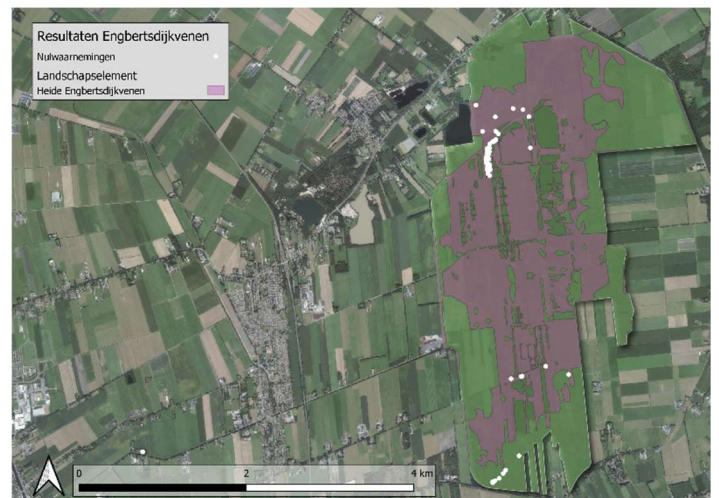 Resultaten Engbertsdijkvenen
Nulwaarnemingen
Landschapselement
Heide Engbertsdijkvenen
0 2 4 km